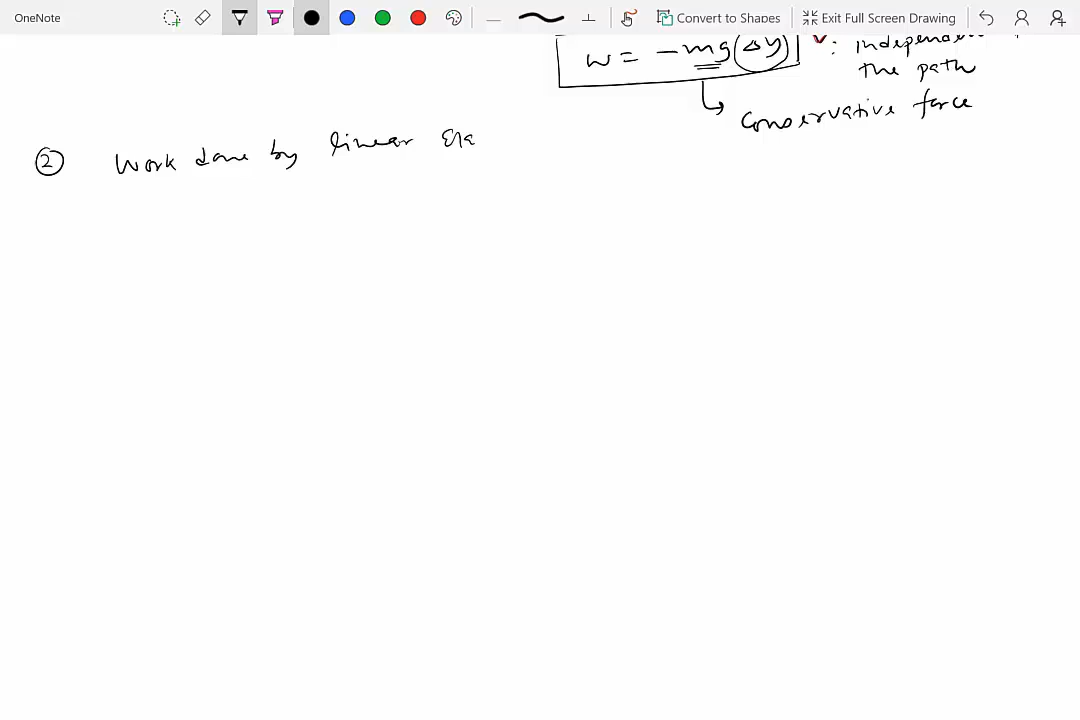 OneNote
Convert to Shapes
Exit Full Screen Drawing
w = -mg(Δy) : independent
the path
Conservative force
② Work done by linear Ela